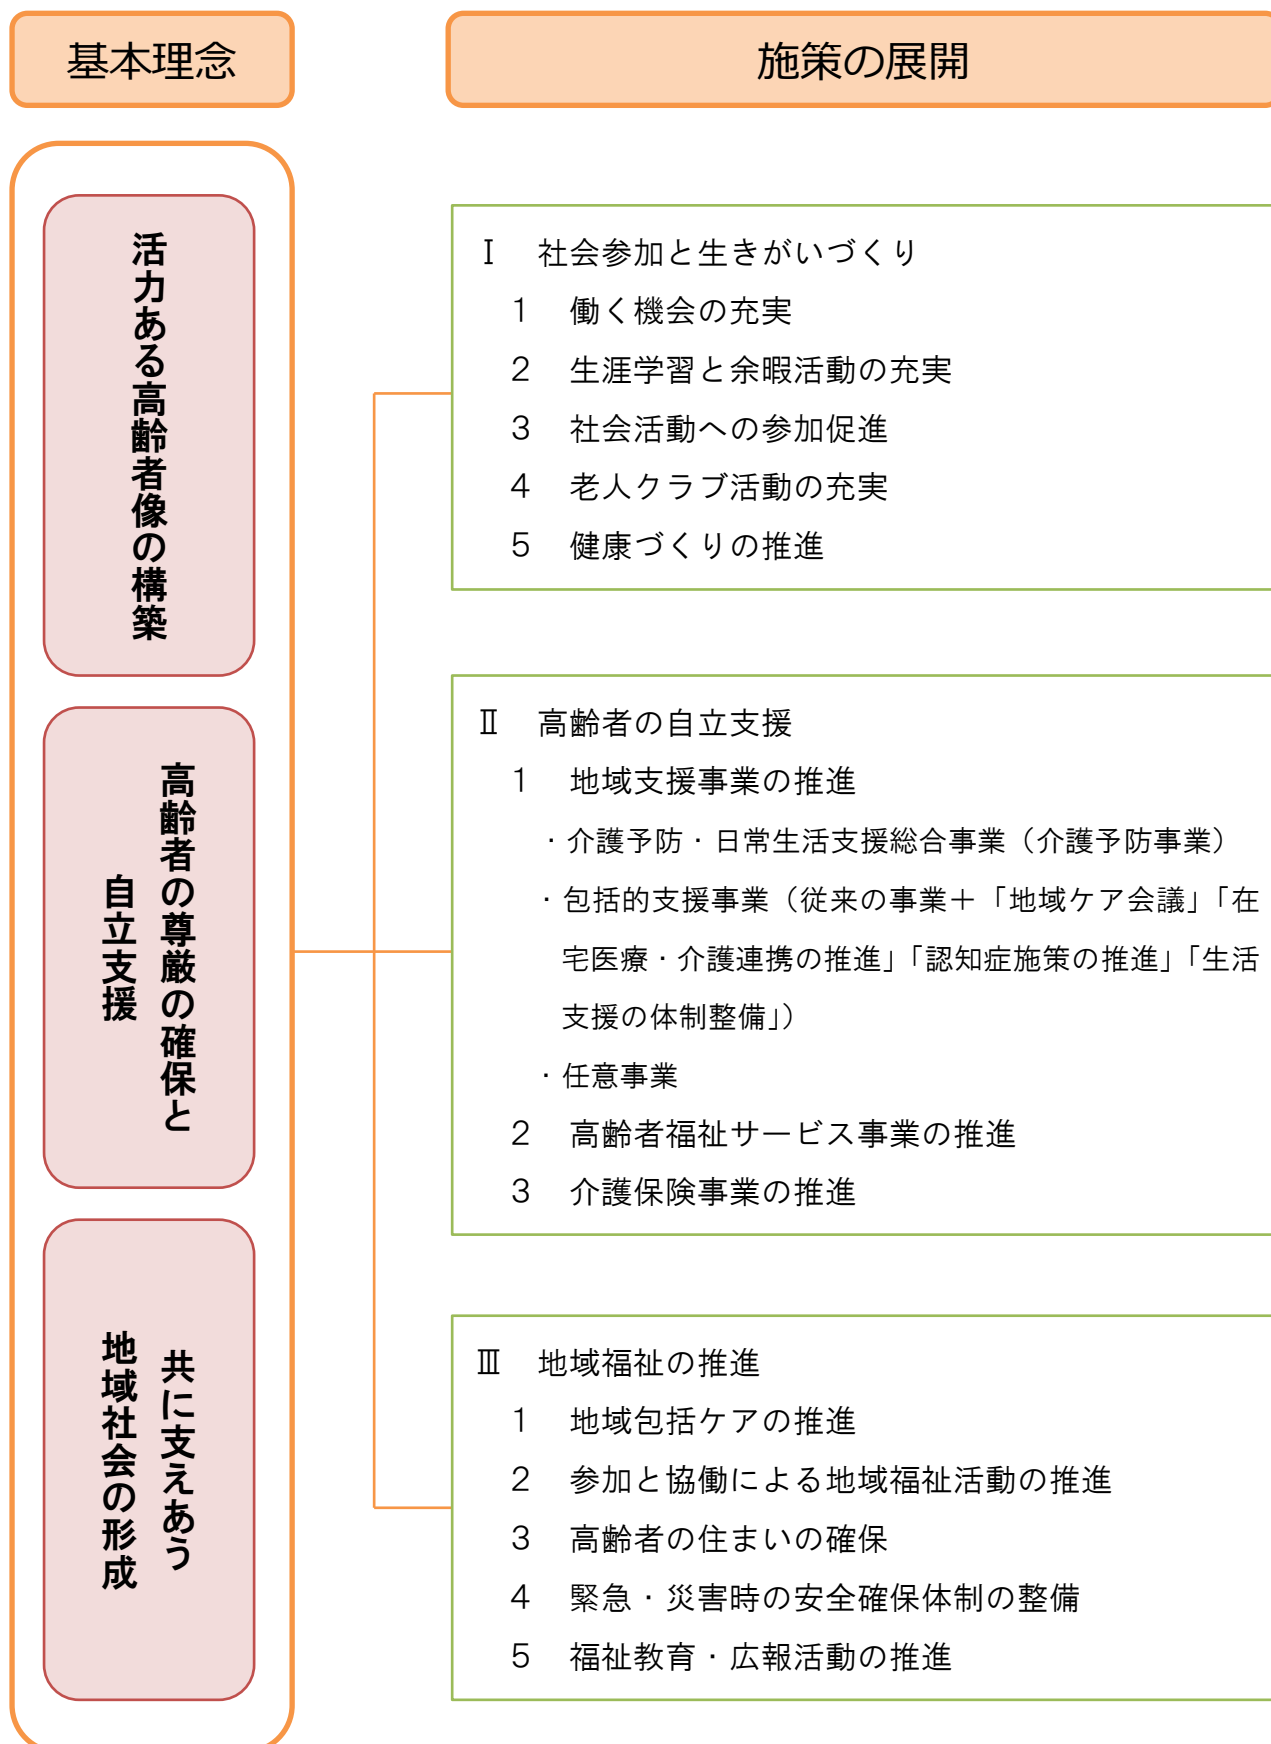 基本理念
施策の展開
活力ある高齢者像の構築
高齢者の尊厳の確保と
自立支援
共に支えあう
地域社会の形成
Ⅰ　社会参加と生きがいづくり
1　働く機会の充実
2　生涯学習と余暇活動の充実
3　社会活動への参加促進
4　老人クラブ活動の充実
5　健康づくりの推進
Ⅱ　高齢者の自立支援
1　地域支援事業の推進
・介護予防・日常生活支援総合事業（介護予防事業）
・包括的支援事業（従来の事業＋「地域ケア会議」「在
宅医療・介護連携の推進」「認知症施策の推進」「生活
支援の体制整備」）
・任意事業
2　高齢者福祉サービス事業の推進
3　介護保険事業の推進
Ⅲ　地域福祉の推進
1　地域包括ケアの推進
2　参加と協働による地域福祉活動の推進
3　高齢者の住まいの確保
4　緊急・災害時の安全確保体制の整備
5　福祉教育・広報活動の推進